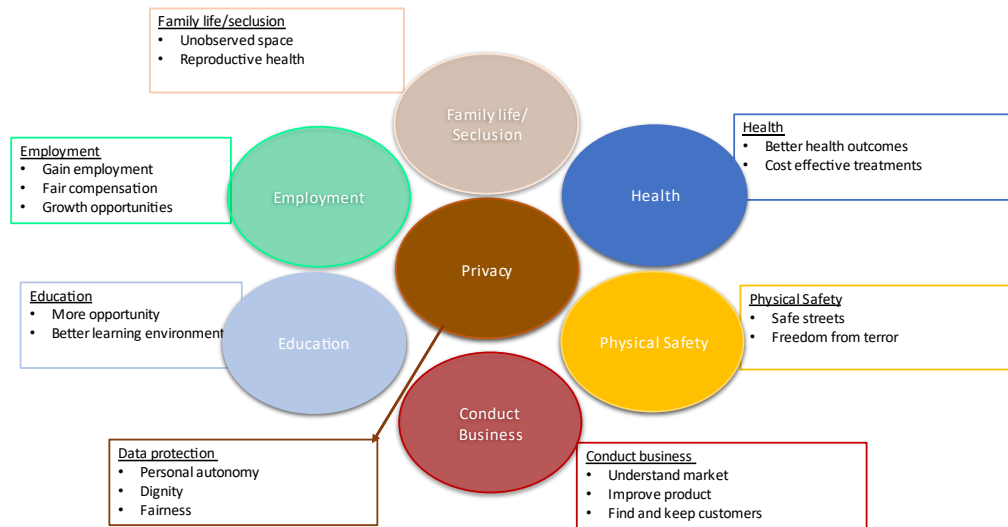 Family life/seclusion
• Unobserved space
• Reproductive health
Family life/
Seclusion
Employment
• Gain employment
• Fair compensation
• Growth opportunities
Employment
Health
Health
• Better health outcomes
• Cost effective treatments
Privacy
Education
• More opportunity
• Better learning environment
Education
Physical Safety
Physical Safety
• Safe streets
• Freedom from terror
Conduct
Business
Data protection
• Personal autonomy
• Dignity
• Fairness
Conduct business
• Understand market
• Improve product
• Find and keep customers